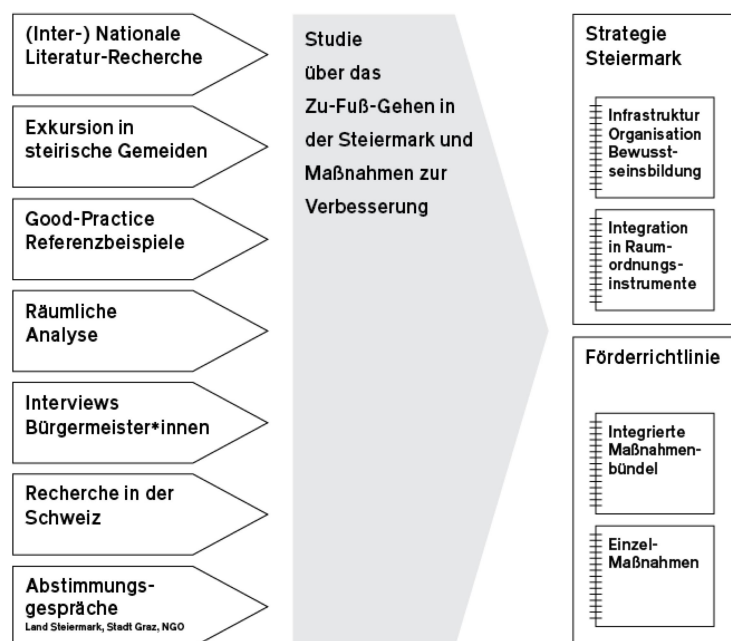 (Inter-) Nationale
Literatur-Recherche
Exkursion in
steirische Gemeiden
Good-Practice
Referenzbeispiele
Räumliche
Analyse
Interviews
Bürgermeister*innen
Recherche in der
Schweiz
Abstimmungs-
gespräche
Land Steiermark, Stadt Graz, NGO
Studie
über das
Zu-Fuß-Gehen in
der Steiermark und
Maßnahmen zur
Verbesserung
Strategie
Steiermark
Infrastruktur
Organisation
Bewusst-
seinsbildung
Integration
in Raum-
ordnungs-
instrumente
Förderrichtlinie
Integrierte
Maßnahmen-
bündel
Einzel-
Maßnahmen